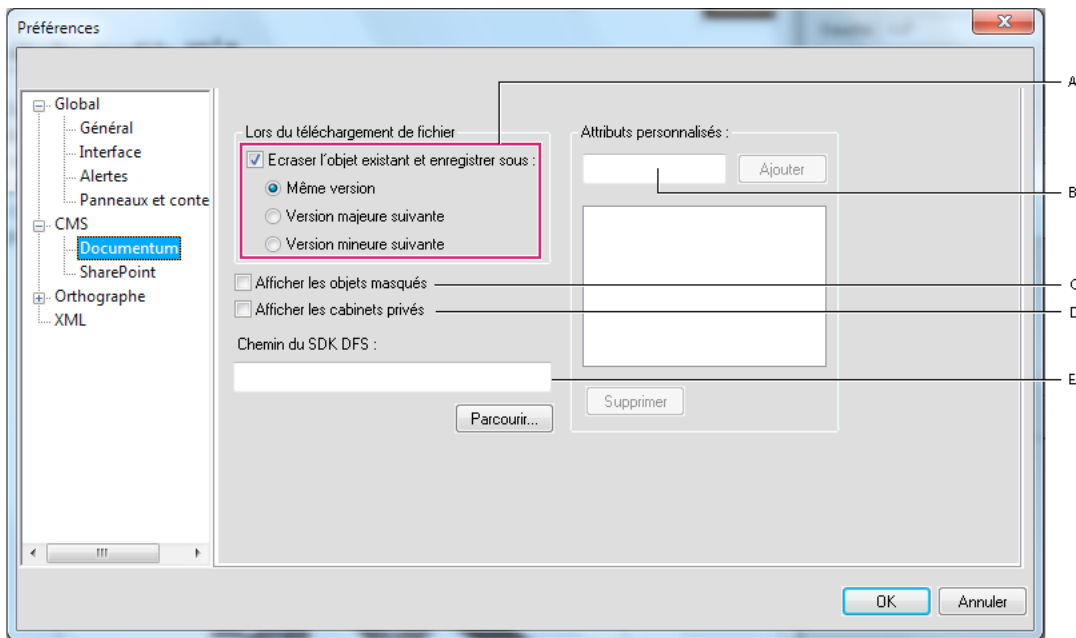 Préférences
Global
Général
Interface
Alertes
Panneaux et conte
CMS
Documentum
SharePoint
Orthographe
XML
Lors du téléchargement de fichier
Ecraser l'objet existant et enregistrer sous :
Même version
Version majeure suivante
Version mineure suivante
Afficher les objets masqués
Afficher les cabinets privés
Chemin du SDK DFS :
Parcourir...
Attributs personnalisés :
Ajouter
Supprimer
A
B
C
D
E
OK
Annuler